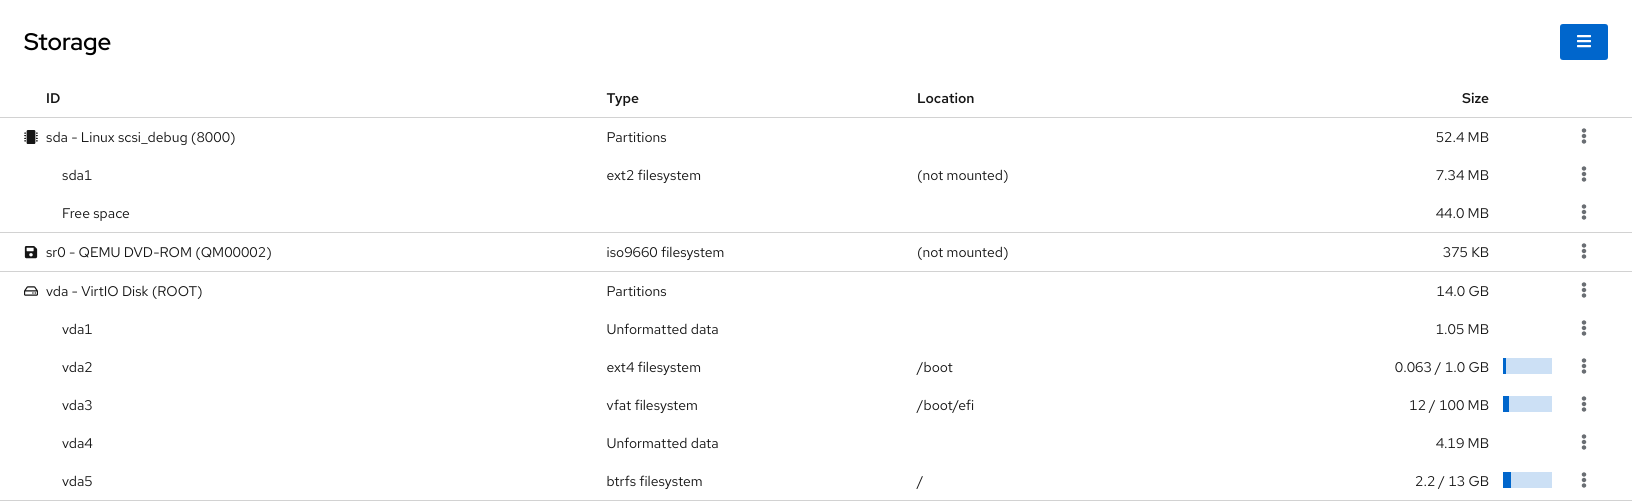 Storage
ID Type Location Size
sda - Linux scsi_debug (8000) Partitions 52.4 MB
sda1 ext2 filesystem (not mounted) 7.34 MB
Free space 44.0 MB
sr0 - QEMU DVD-ROM (QM00002) iso9660 filesystem (not mounted) 375 KB
vda - VirtIO Disk (ROOT) Partitions 14.0 GB
vda1 Unformatted data 1.05 MB
vda2 ext4 filesystem /boot 0.063 / 1.0 GB
vda3 vfat filesystem /boot/efi 12 / 100 MB
vda4 Unformatted data 4.19 MB
vda5 btrfs filesystem / 2.2 / 13 GB